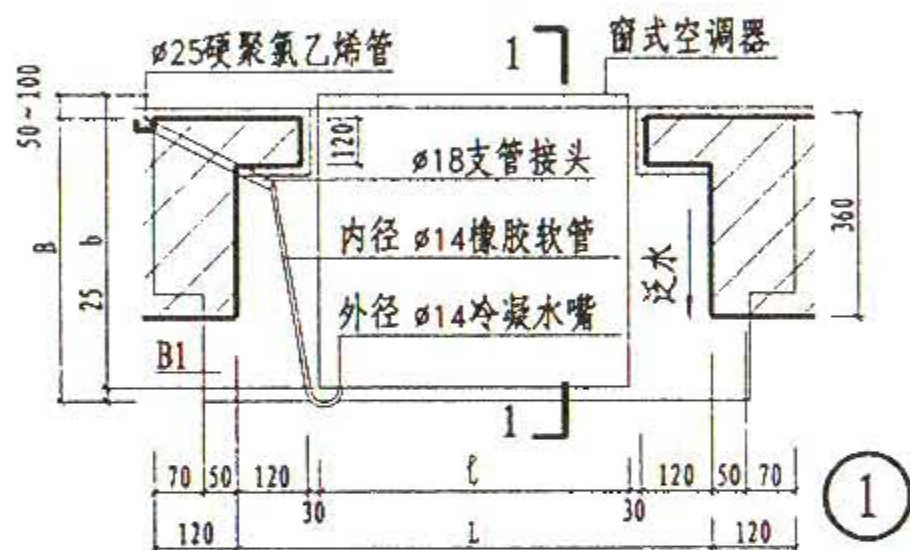 ø25硬聚氯乙烯管
1
窗式空调器
50~100
120
ø18支管接头
内径 ø14橡胶软管
外径 ø14冷凝水嘴
泛水
360
B
b
25
B1
1
70 50 120 ℓ 120 50 70
30 30
120 L 120
1